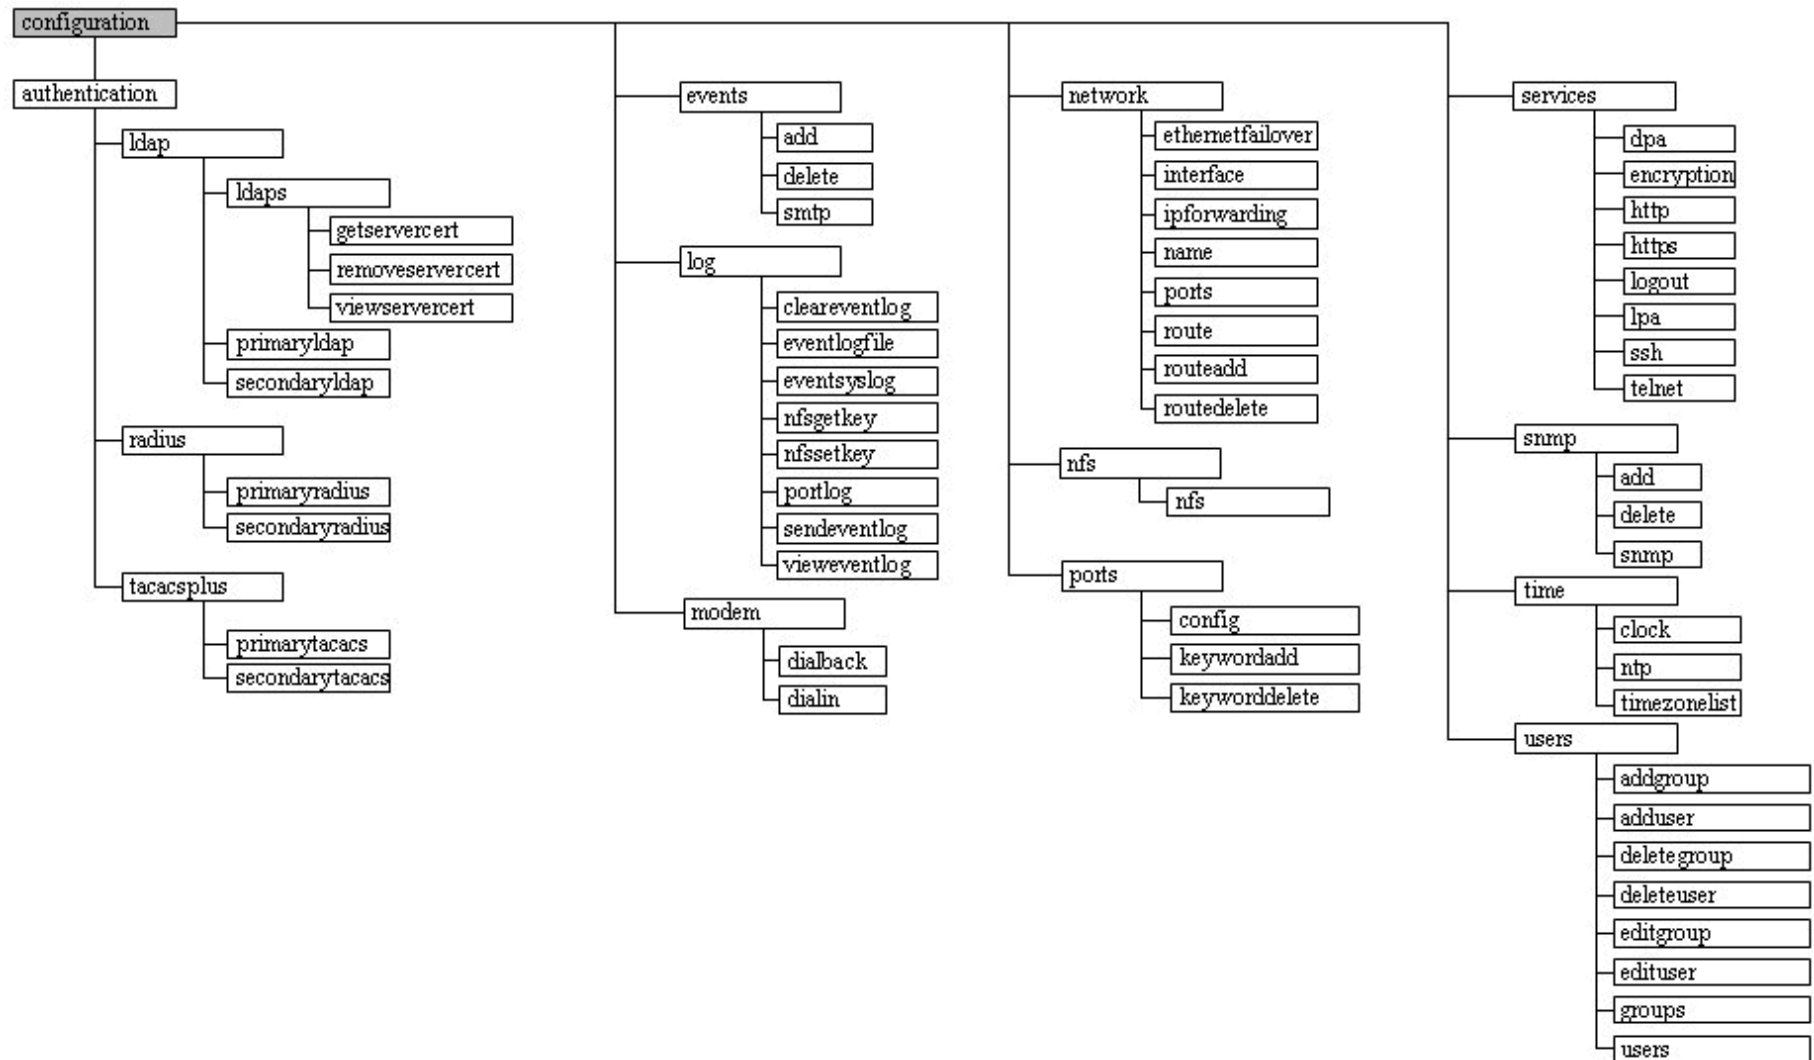 configuration
authentication
ldap
ldaps
getservercert
removeservercert
viewservercert
primaryldap
secondaryldap
radius
primaryradius
secondaryradius
tacacsplus
primarytacacs
secondarytacacs
events
add
delete
smtp
log
cleareventlog
eventlogfile
eventsyslog
nfsgetkey
nfssetkey
portlog
sendeventlog
vieweventlog
modem
dialback
dialin
network
ethernetfailover
interface
ipforwarding
name
ports
route
routeadd
routedelete
nfs
nfs
ports
config
keywordadd
keyworddelete
services
dpa
encryption
http
https
logout
lpa
ssh
telnet
snmp
add
delete
snmp
time
clock
ntp
timezonelist
users
addgroup
adduser
deletegroup
deleteuser
editgroup
edituser
groups
users